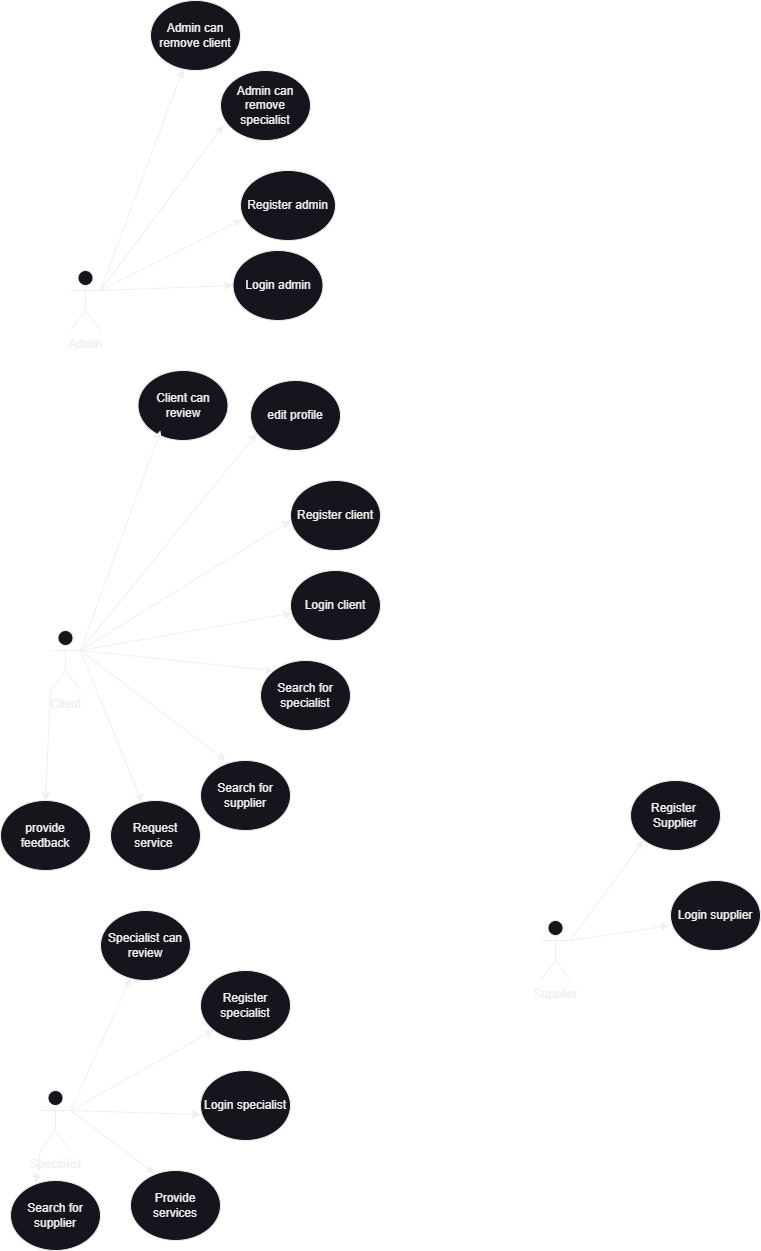 Admin can
remove client
Admin can
remove
specialist
Register admin
Login admin
Admin
Client can
review
edit profile
Register client
Login client
Client
Search for
specialist
Search for
supplier
provide
feedback
Request
service
Register
Supplier
Login supplier
Supplier
Specialist can
review
Register
specialist
Login specialist
Specialist
Search for
supplier
Provide
services